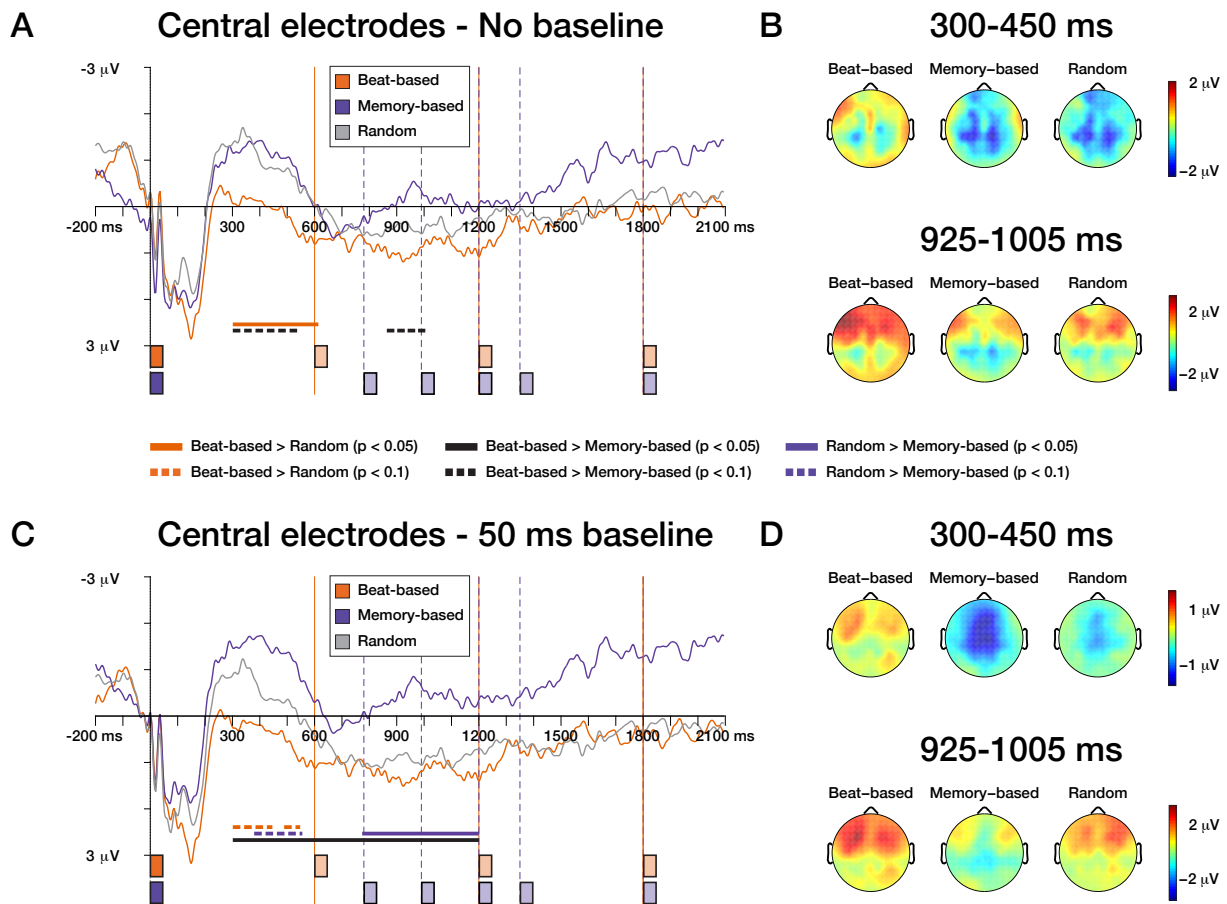 A
Central electrodes - No baseline
-3 μV
Beat-based
Memory-based
Random
-200 ms 300 600 900 1200 1500 1800 2100 ms
3 μV
B
300-450 ms
Beat-based Memory-based Random
2 μV
-2 μV
925-1005 ms
Beat-based Memory-based Random
2 μV
-2 μV
Beat-based > Random (p < 0.05) Beat-based > Memory-based (p < 0.05) Random > Memory-based (p < 0.05)
Beat-based > Random (p < 0.1) Beat-based > Memory-based (p < 0.1) Random > Memory-based (p < 0.1)
C
Central electrodes - 50 ms baseline
-3 μV
Beat-based
Memory-based
Random
-200 ms 300 600 900 1200 1500 1800 2100 ms
3 μV
D
300-450 ms
Beat-based Memory-based Random
1 μV
-1 μV
925-1005 ms
Beat-based Memory-based Random
2 μV
-2 μV